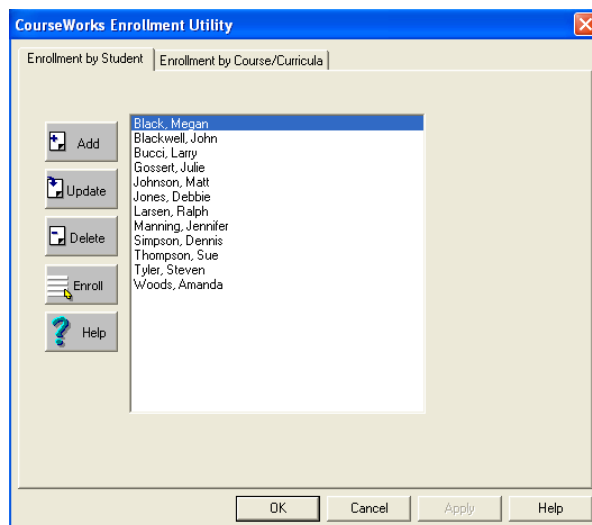 CourseWorks Enrollment Utility
Enrollment by Student
Enrollment by Course/Curricula
Add
Update
Delete
Enroll
Help
Black, Megan
Blackwell, John
Bucci, Larry
Gossert, Julie
Johnson, Matt
Jones, Debbie
Larsen, Ralph
Manning, Jennifer
Simpson, Dennis
Thompson, Sue
Tyler, Steven
Woods, Amanda
OK
Cancel
Apply
Help